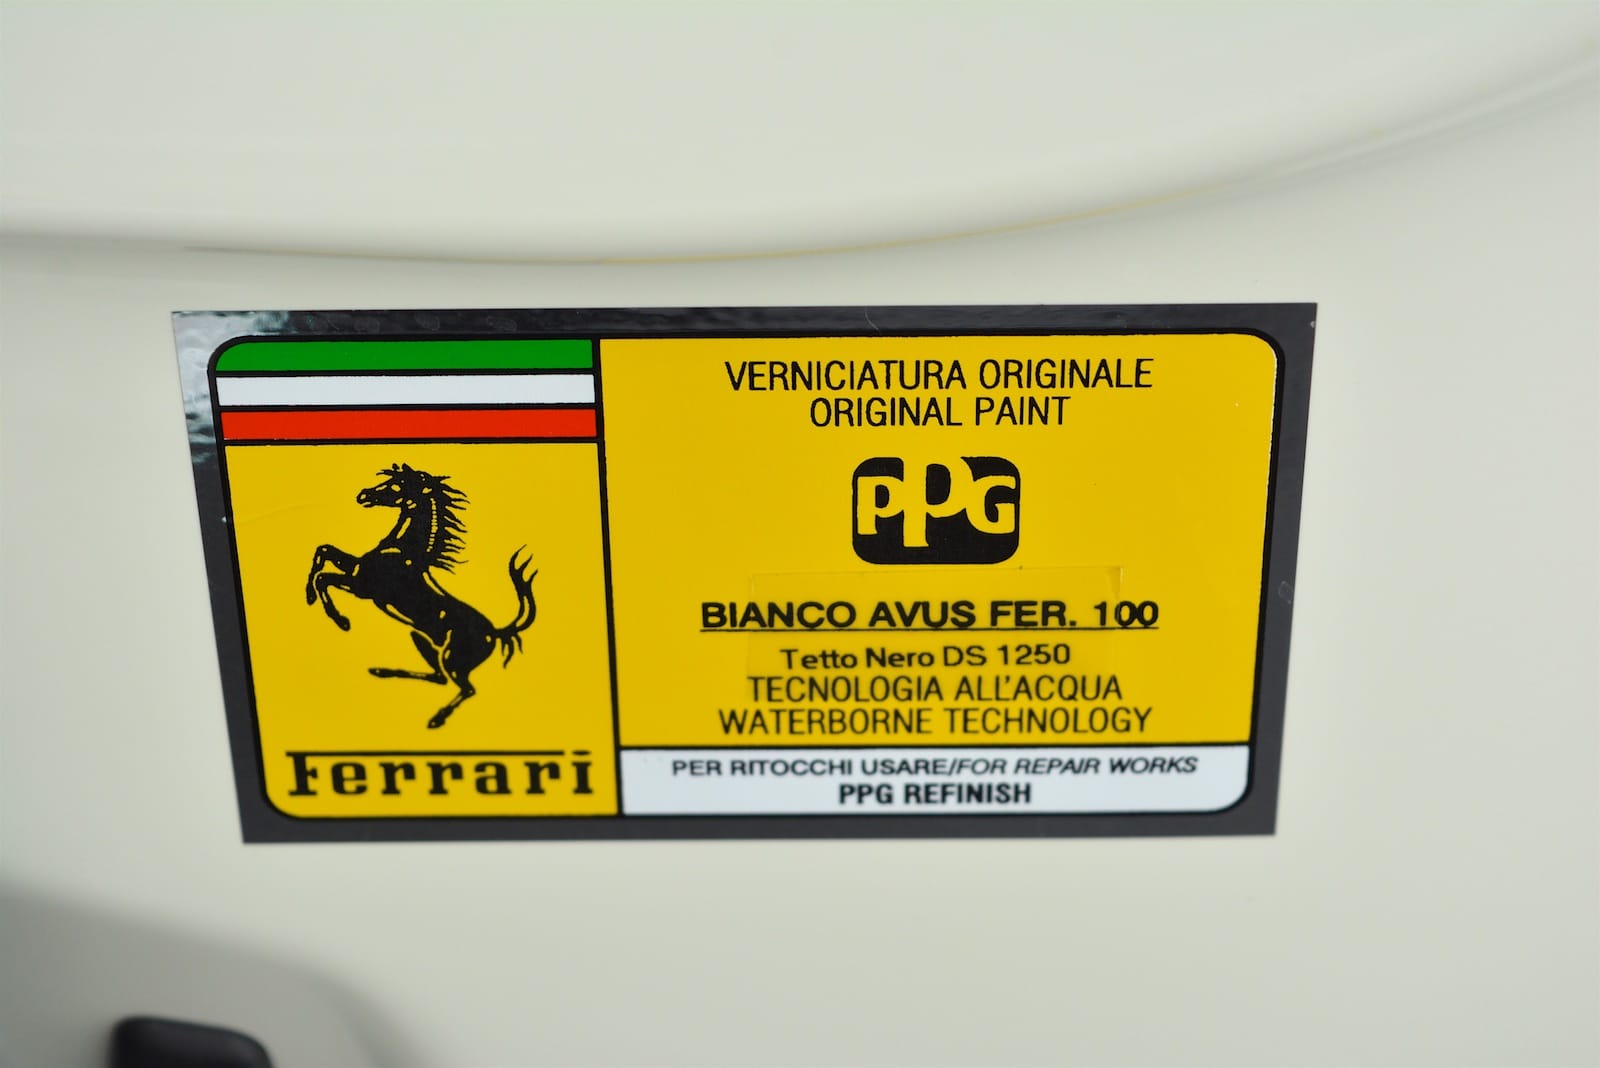 Ferrari
VERNICIATURA ORIGINALE
ORIGINAL PAINT
PPG
BIANCO AVUS FER. 100
Tetto Nero DS 1250
TECNOLOGIA ALL'ACQUA
WATERBORNE TECHNOLOGY
PER RITOCCHI USARE/FOR REPAIR WORKS
PPG REFINISH